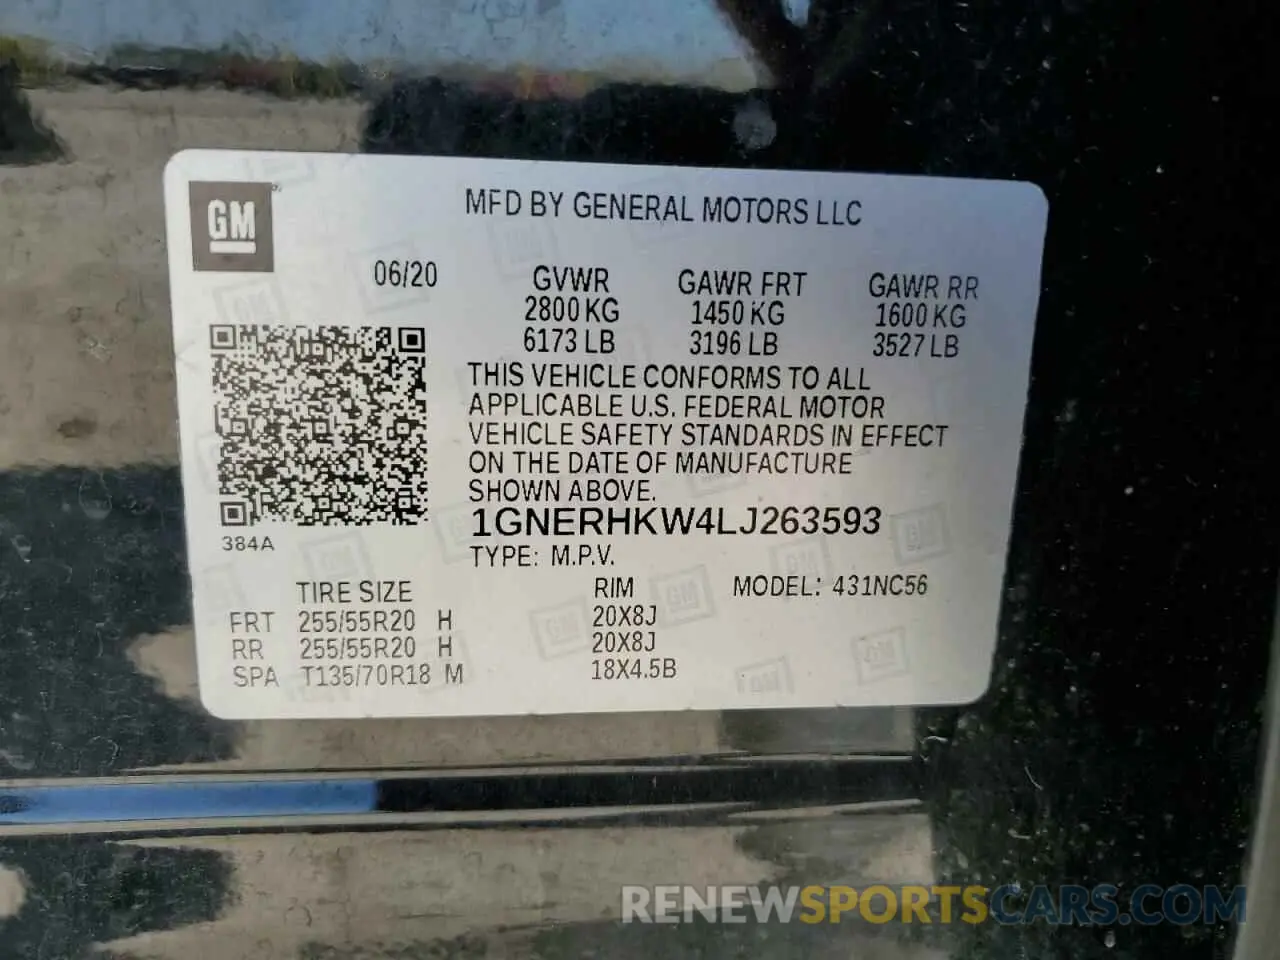 GM
MFD BY GENERAL MOTORS LLC
06/20 GVWR GAWR FRT GAWR RR
2800 KG 1450 KG 1600 KG
6173 LB 3196 LB 3527 LB
THIS VEHICLE CONFORMS TO ALL
APPLICABLE U.S. FEDERAL MOTOR
VEHICLE SAFETY STANDARDS IN EFFECT
ON THE DATE OF MANUFACTURE
SHOWN ABOVE.
1GNERHKW4LJ263593
384A
TYPE: M.P.V.
TIRE SIZE RIM MODEL: 431NC56
FRT 255/55R20 H 20X8J
RR 255/55R20 H 20X8J
SPA T135/70R18 M 18X4.5B
RENEWSPORTSCARS.COM